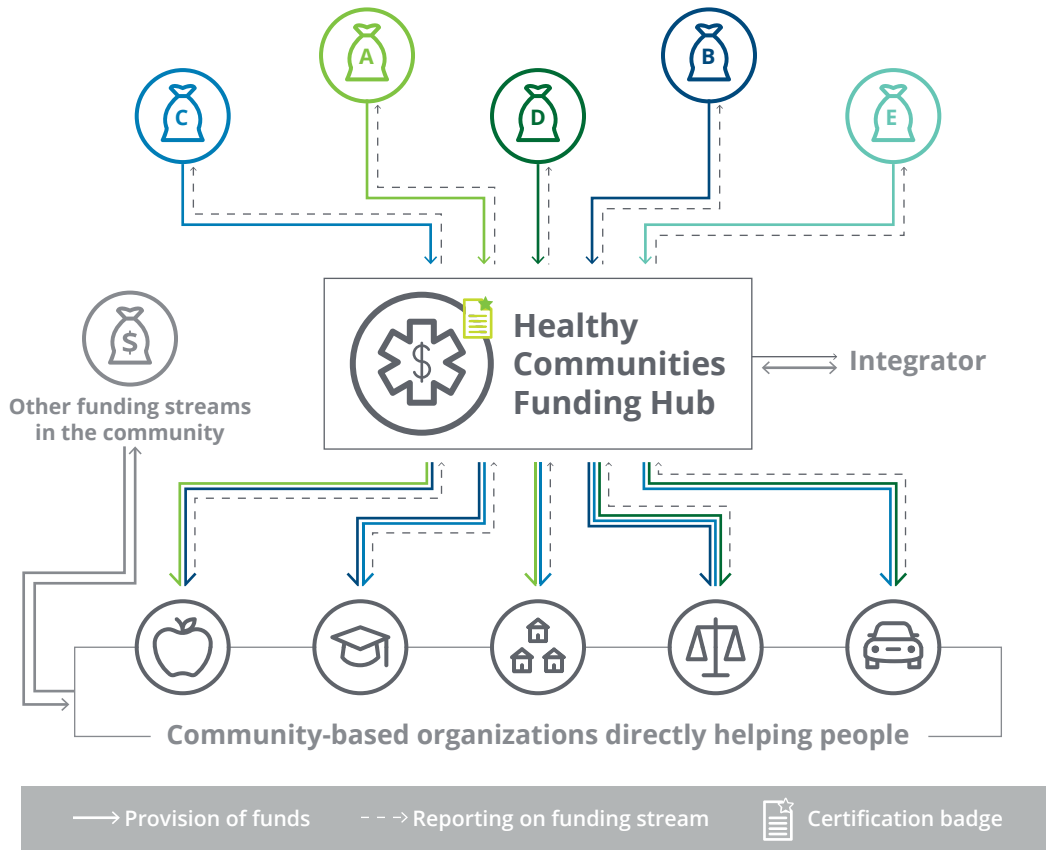 A
B
C
D
E
$
Healthy
Communities
Funding Hub
$
Integrator
Other funding streams
in the community
Community-based organizations directly helping people
Provision of funds
Reporting on funding stream
Certification badge